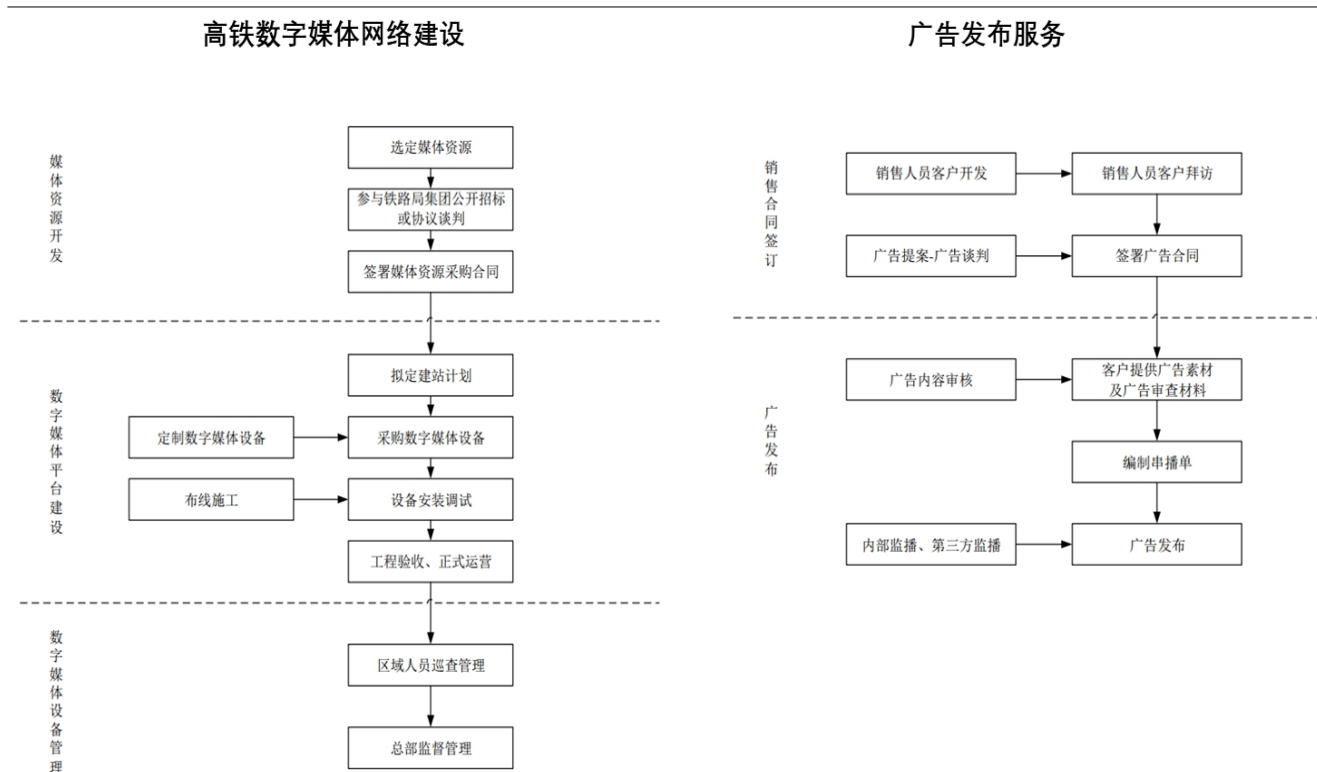 高铁数字媒体网络建设
媒体资源开发
选定媒体资源
参与铁路局集团公开招标
或协议谈判
签署媒体资源采购合同
数字媒体平台建设
拟定建站计划
定制数字媒体设备
采购数字媒体设备
布线施工
设备安装调试
工程验收、正式运营
数字媒体设备管理
区域人员巡查管理
总部监督管理
广告发布服务
销售合同签订
销售人员客户开发
销售人员客户拜访
广告提案-广告谈判
签署广告合同
广告发布
广告内容审核
客户提供广告素材
及广告审查材料
编制串播单
内部监播、第三方监播
广告发布